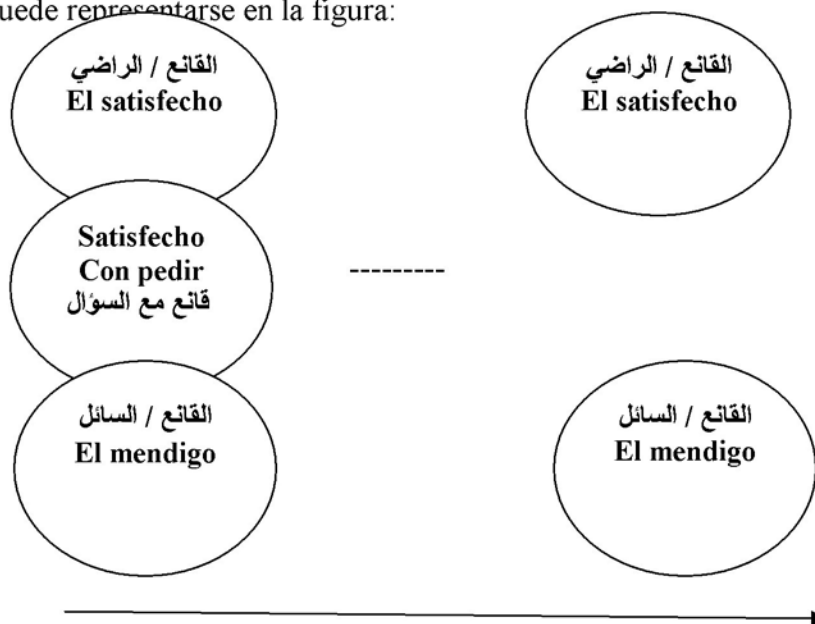 uede representarse en la figura:
القانع / الراضي
El satisfecho
القانع / الراضي
El satisfecho
Satisfecho
Con pedir
قانع مع السؤال
---------
القانع / السائل
El mendigo
القانع / السائل
El mendigo